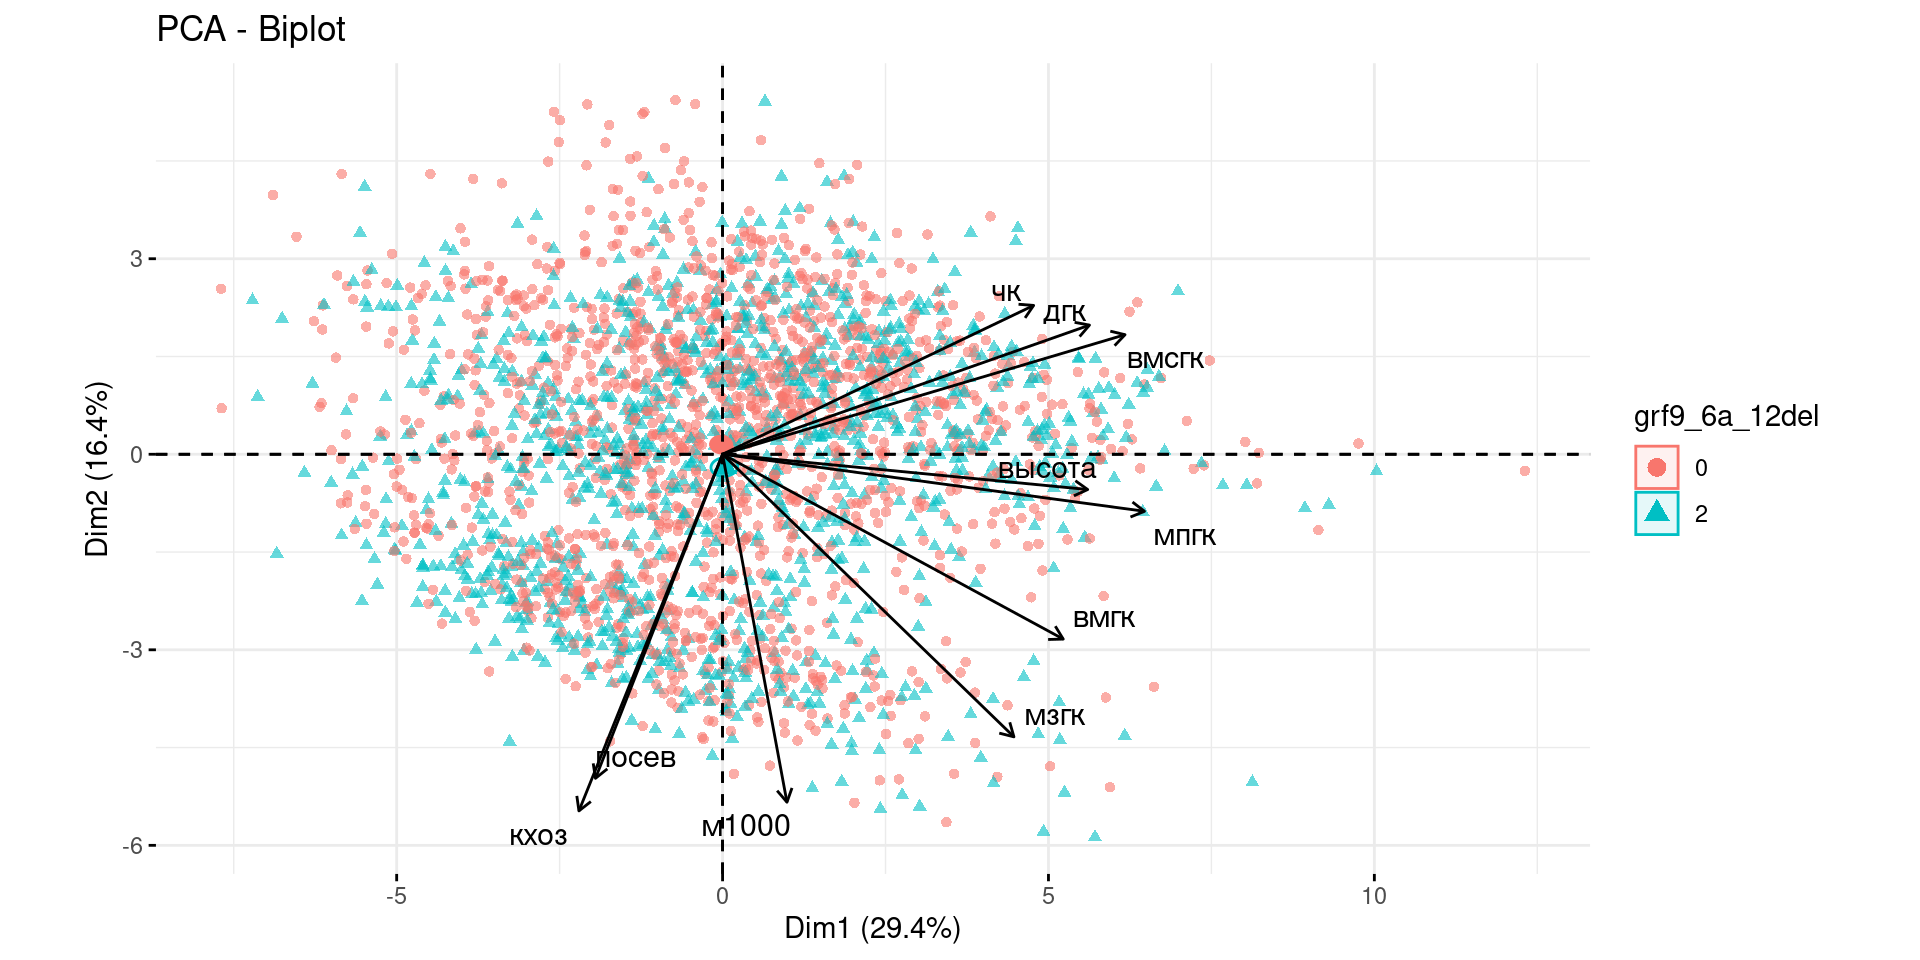 PCA - Biplot
Dim2 (16.4%)
3
0
-3
-6
чк
дгк
вмсгк
высота
мпгк
вмгк
мзгк
посев
м1000
кхоз
-5
0
5
10
Dim1 (29.4%)
grf9_6a_12del
0
2